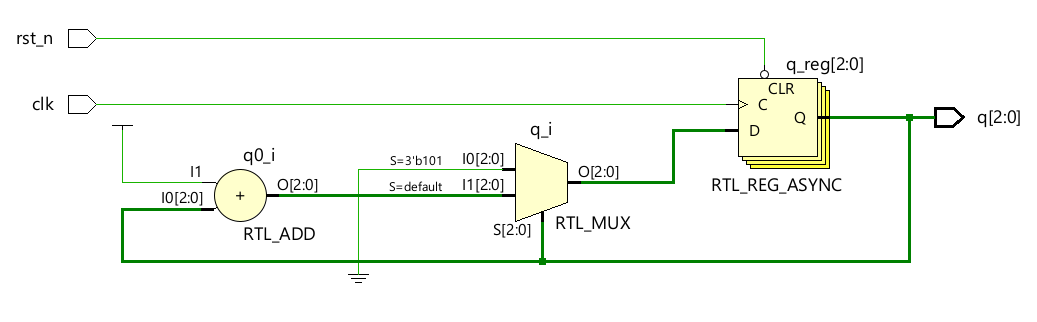 rst_n
q_reg[2:0]
CLR
clk
C
Q
q[2:0]
D
q_i
q0_i
S=3'b101
I0[2:0]
I1
O[2:0]
S=default
I1[2:0]
O[2:0]
RTL_REG_ASYNC
I0[2:0]
+
S[2:0]
RTL_MUX
RTL_ADD